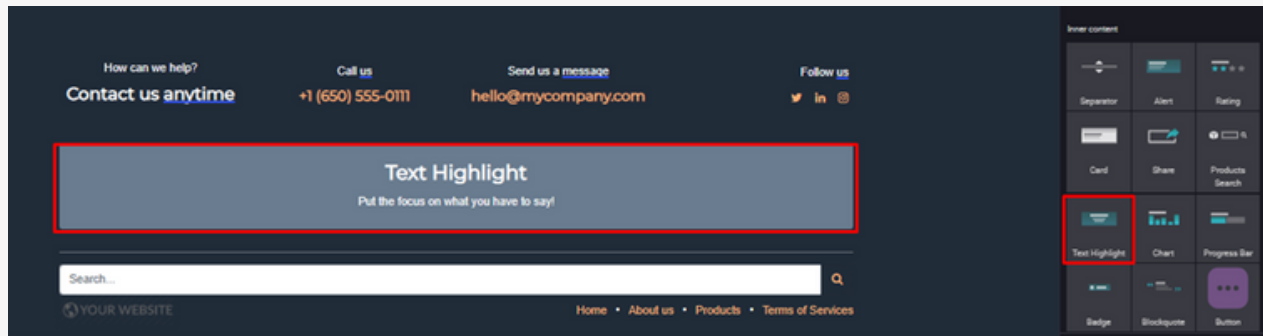 How can we help?
Contact us anytime
Call us
+1 (650) 555-0111
Send us a message
hello@mycompany.com
Follow us
Text Highlight
Put the focus on what you have to say!
Search...
YOUR WEBSITE
Home • About us • Products • Terms of Services
Inner content
Separator
Alert
Rating
Card
Share
Products
Search
Text Highlight
Chart
Progress Bar
Badge
Blockquote
Button